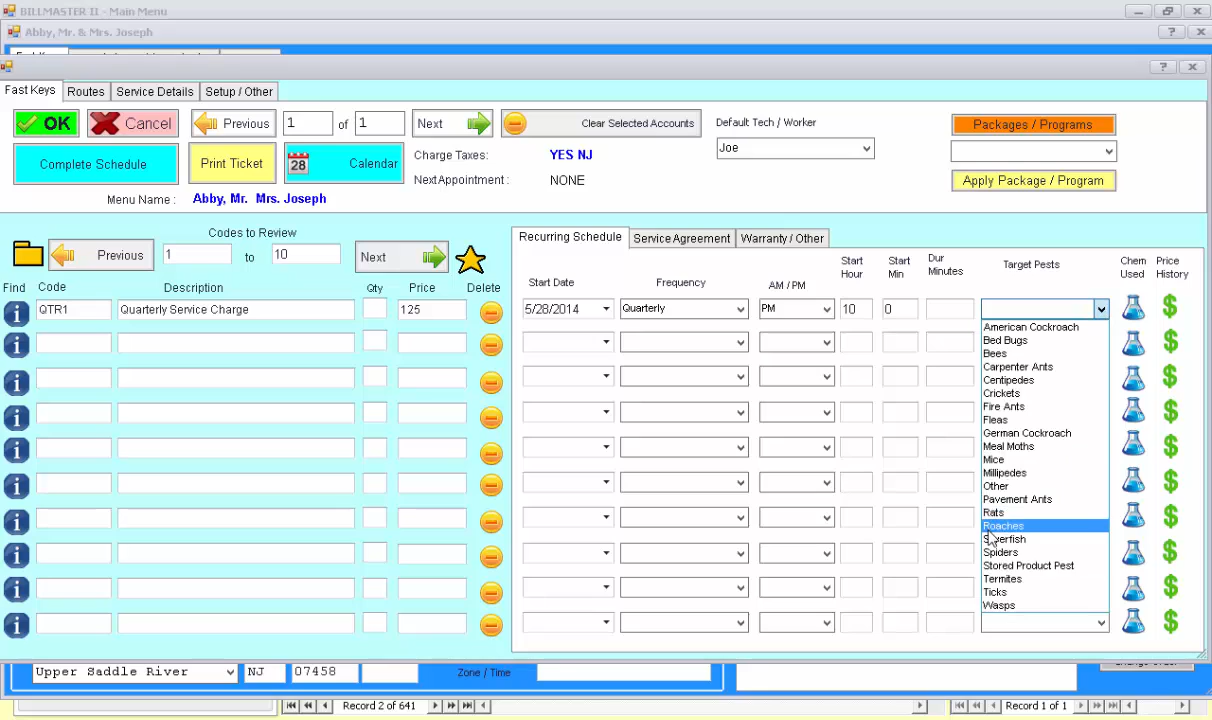 BILLMASTER II - Main Menu
Abby, Mr. & Mrs. Joseph
Fast Keys Routes Service Details Setup / Other
OK Cancel Previous 1 of 1 Next Clear Selected Accounts
Default Tech / Worker
Joe
Packages / Programs
Complete Schedule Print Ticket 28 Calendar
Charge Taxes: YES NJ
Next Appointment : NONE
Apply Package / Program
Menu Name : Abby, Mr. Mrs. Joseph
Codes to Review
Previous 1 to 10 Next
Find Code Description Qty Price Delete
QTR1 Quarterly Service Charge 125
Recurring Schedule Service Agreement Warranty / Other
Start Date Frequency AM / PM Start Hour Start Min Dur Minutes Target Pests Chem Used Price History
5/28/2014 Quarterly PM 10 0
American Cockroach
Bed Bugs
Bees
Carpenter Ants
Centipedes
Crickets
Fire Ants
Fleas
German Cockroach
Meal Moths
Mice
Millipedes
Other
Pavement Ants
Rats
Roaches
Silverfish
Spiders
Stored Product Pest
Termites
Ticks
Wasps
Upper Saddle River NJ 07458 Zone / Time
Record 2 of 641 Record 1 of 1